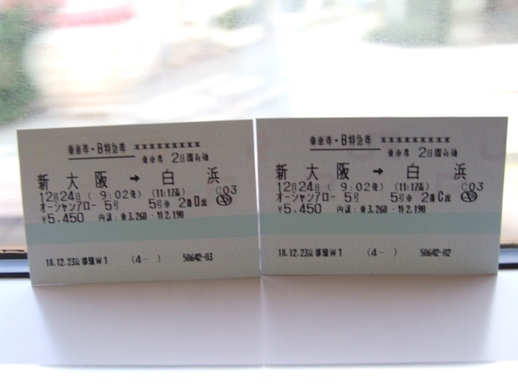 乗車券・B特急券 xxxxxxxxxx
乗車券 2日間有効
新大阪 → 白浜
12月24日( 9:02発) (11:17着) C03
オーシャンアロー 5号 5号車 2番D席
¥5,450 内訳:乗3,260・特2,190
18.12.23 (4- ) 50642-03
乗車券・B特急券 xxxxxxxxxx
乗車券 2日間有効
新大阪 → 白浜
12月24日( 9:02発) (11:17着) C03
オーシャンアロー 5号 5号車 2番C席
¥5,450 内訳:乗3,260・特2,190
18.12.23 (4- ) 50642-02